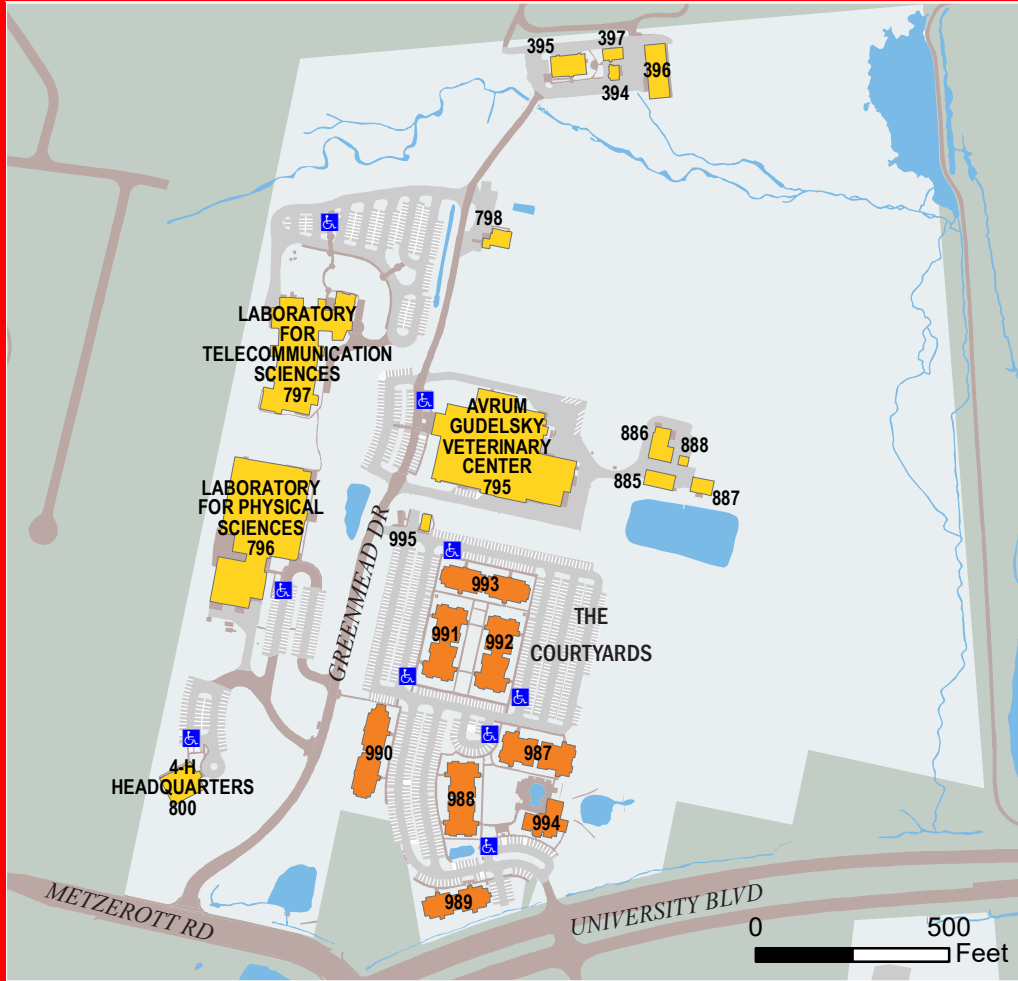 395
397
396
394
798
LABORATORY
FOR
TELECOMMUNICATION
SCIENCES
797
AVRUM
GUDELSKY
VETERINARY
CENTER
795
886
888
885
887
LABORATORY
FOR PHYSICAL
SCIENCES
796
GREENMEAD DR
995
993
991
992
THE
COURTYARDS
990
987
4-H
HEADQUARTERS
800
988
994
989
METZEROTT RD
UNIVERSITY BLVD
0 500
Feet